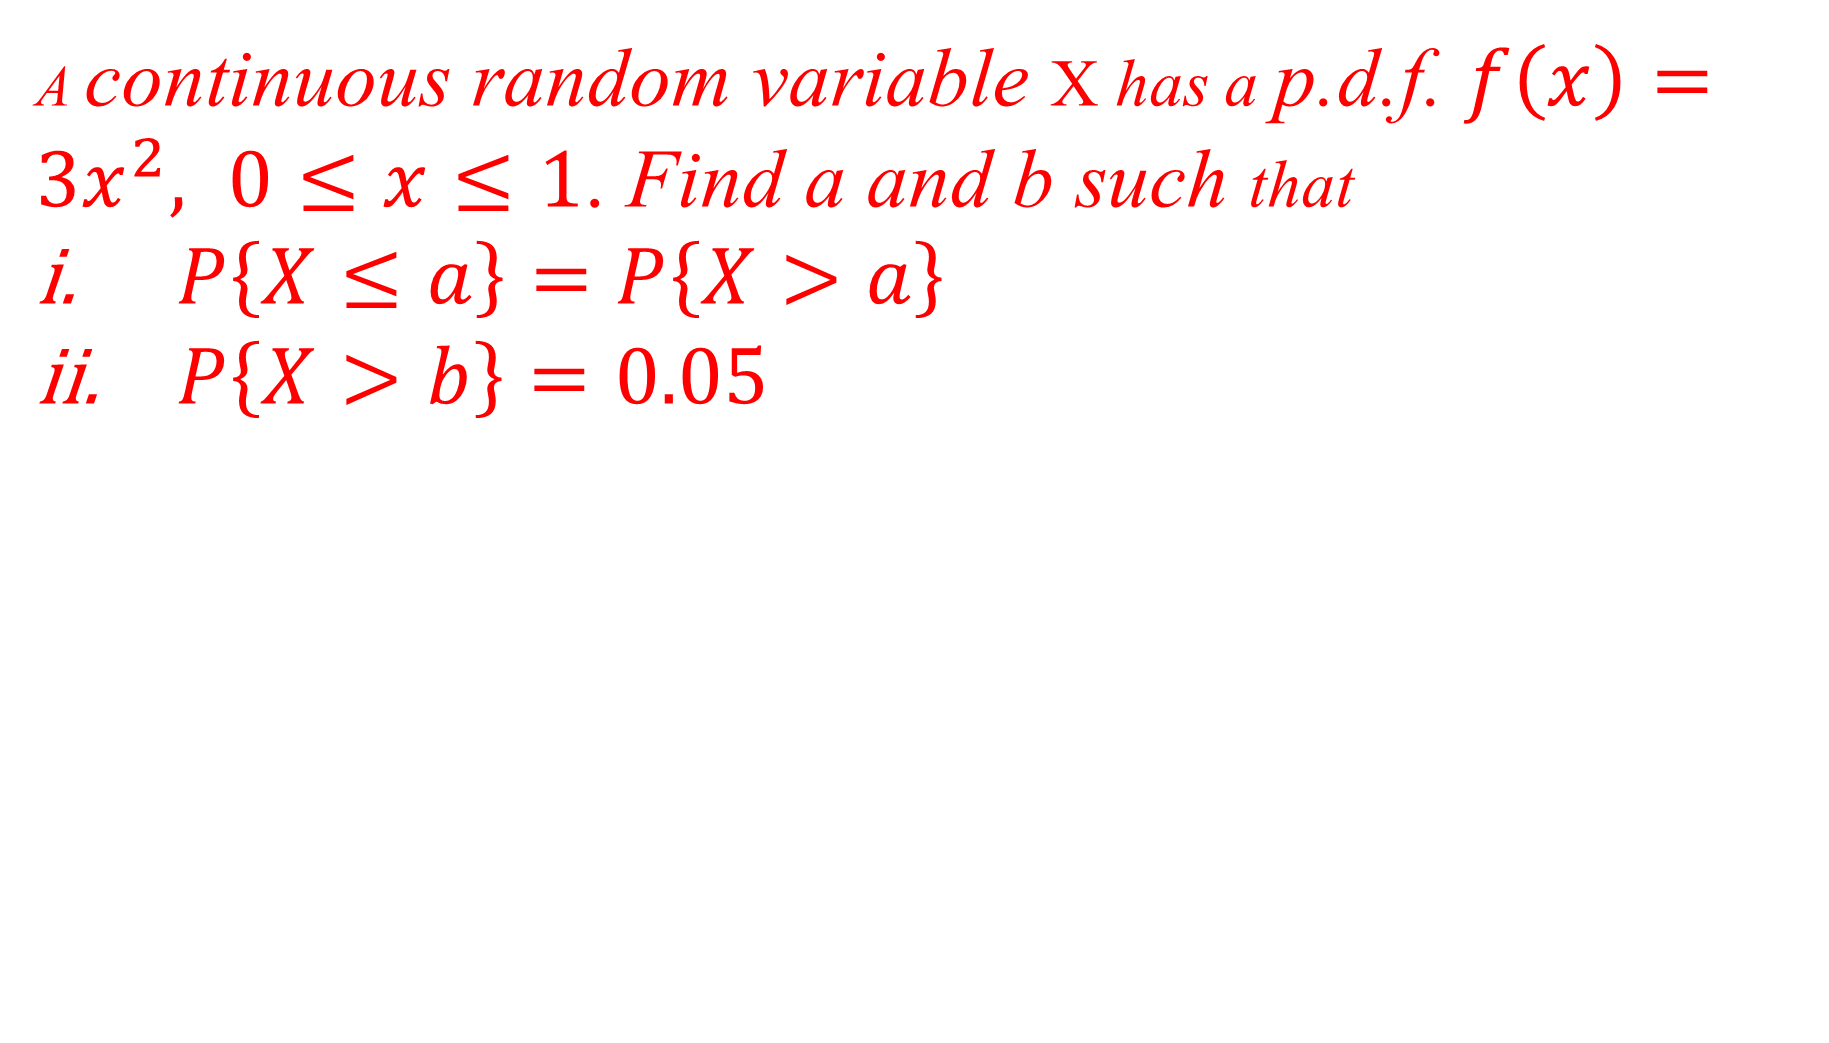 A continuous random variable X has a p.d.f. f(x) =
3x², 0 ≤ x ≤ 1. Find a and b such that
i. P{X ≤ a} = P{X > a}
ii. P{X > b} = 0.05